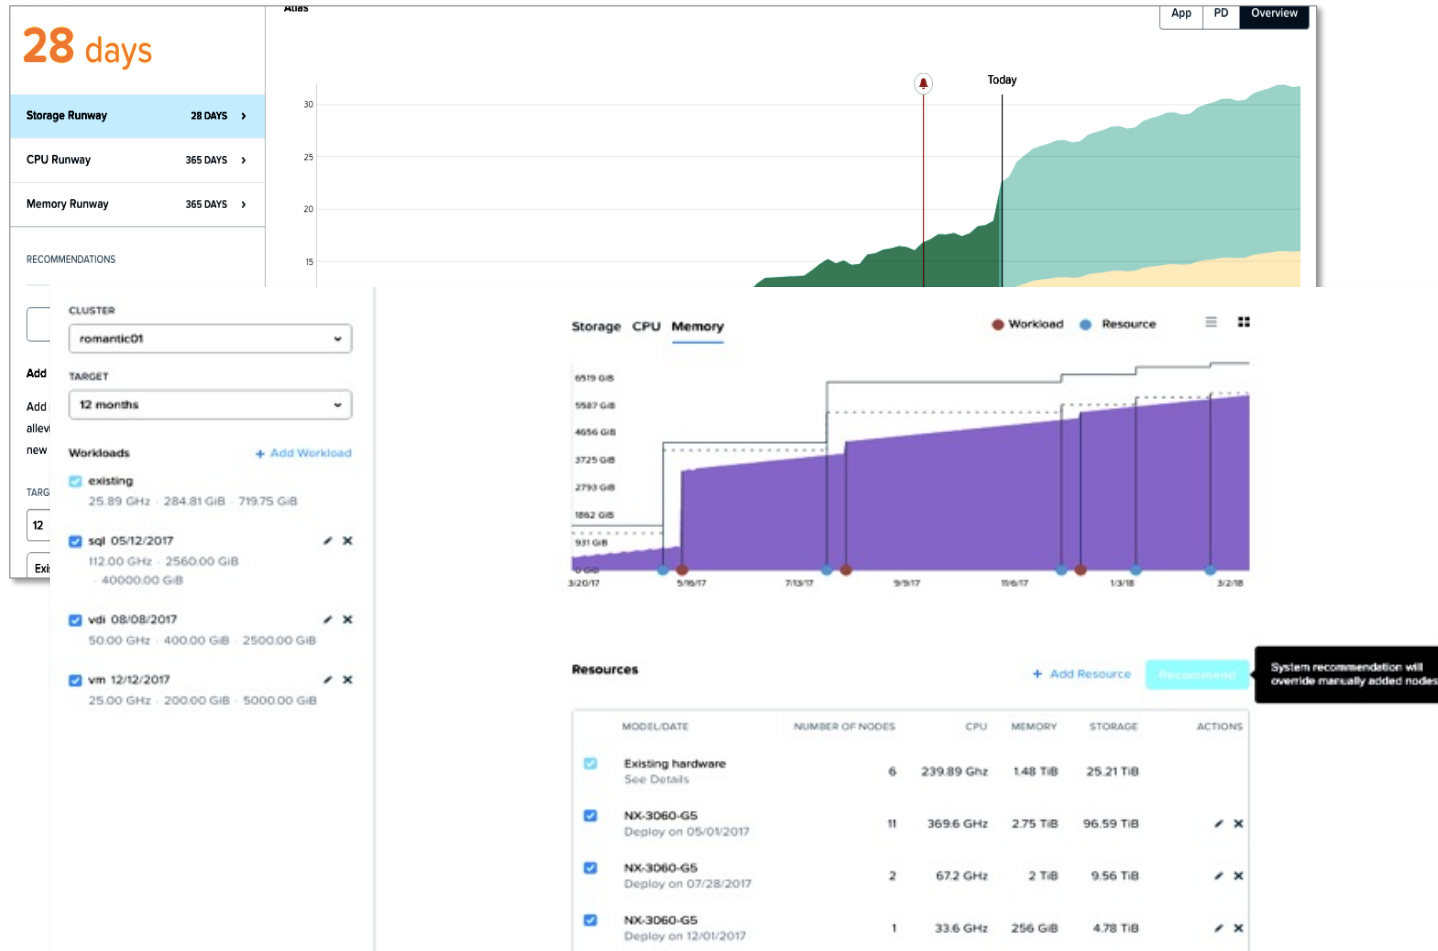 Atlas
App PD Overview
28 days
Storage Runway 28 DAYS
CPU Runway 365 DAYS
Memory Runway 365 DAYS
RECOMMENDATIONS
Today
30
25
20
15
Add
Add
new
12
CLUSTER
romantic01
TARGET
12 months
Workloads + Add Workload
existing
25.89 GHz · 284.81 GiB · 719.75 GiB
sql 05/12/2017
112.00 GHz · 2560.00 GiB
· 40000.00 GiB
vdi 08/08/2017
50.00 GHz · 400.00 GiB · 2500.00 GiB
vm 12/12/2017
25.00 GHz · 200.00 GiB · 5000.00 GiB
Storage CPU Memory
Workload Resource
6519 GiB
5587 GiB
4656 GiB
3725 GiB
2793 GiB
1862 GiB
931 GiB
0 GiB
3/20/17 5/16/17 7/13/17 9/9/17 11/6/17 1/3/18 3/2/18
Resources + Add Resource Recommend
System recommendation will
override manually added nodes
MODEL/DATE NUMBER OF NODES CPU MEMORY STORAGE ACTIONS
Existing hardware 6 239.89 Ghz 1.48 TiB 25.21 TiB
See Details
NX-3060-G5 11 369.6 GHz 2.75 TiB 96.59 TiB
Deploy on 05/01/2017
NX-3060-G5 2 67.2 GHz 2 TiB 9.56 TiB
Deploy on 07/28/2017
NX-3060-G5 1 33.6 GHz 256 GiB 4.78 TiB
Deploy on 12/01/2017